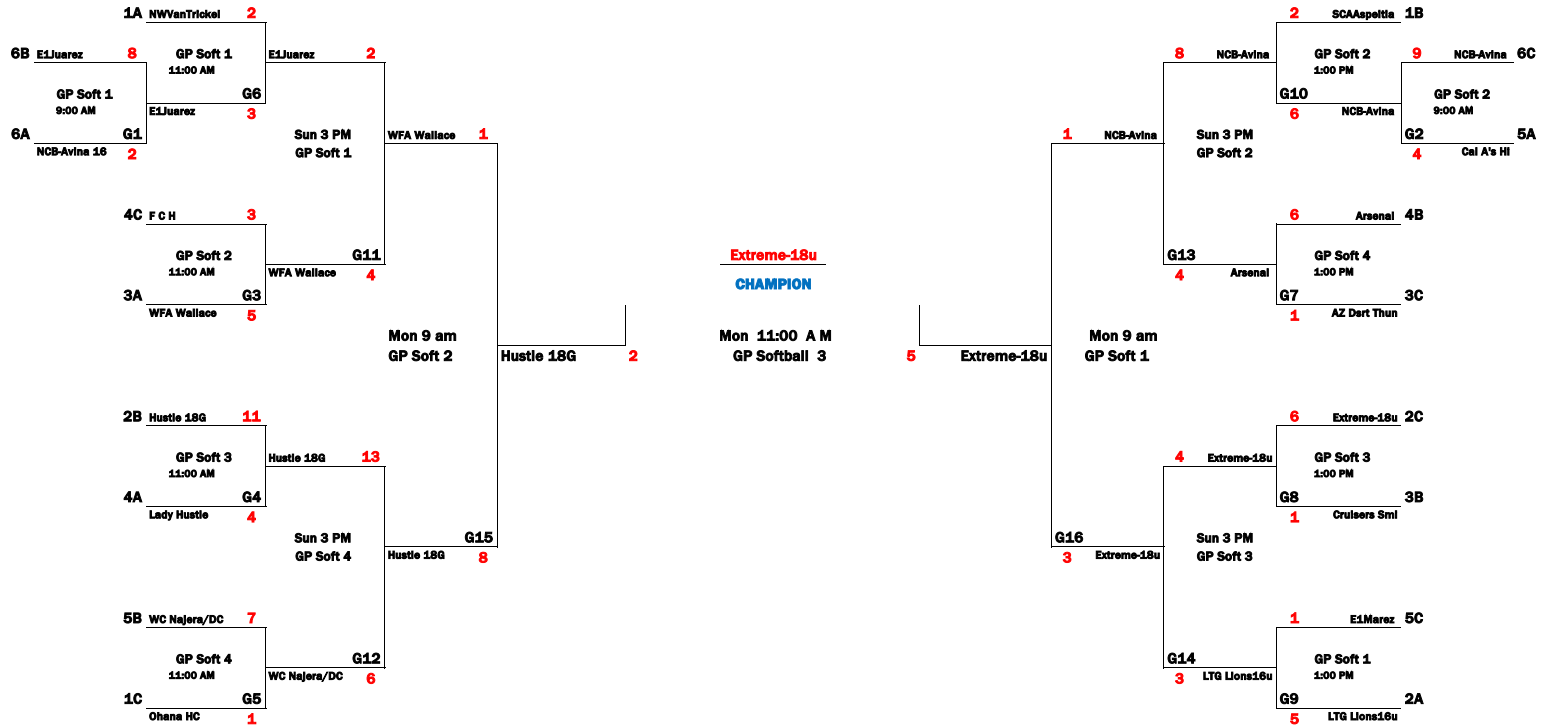 1A NWVanTrickel 2
6B E1Juarez 8
GP Soft 1
11:00 AM
E1Juarez 2
GP Soft 1
9:00 AM
G6
E1Juarez
3
6A G1
NCB-Avina 16 2
Sun 3 PM
GP Soft 1
WFA Wallace 1
4C F C H 3
GP Soft 2
11:00 AM
G11
WFA Wallace 4
3A G3
WFA Wallace 5
Mon 9 am
GP Soft 2
Hustle 18G 2
2B Hustle 18G 11
GP Soft 3
11:00 AM
Hustle 18G 13
4A G4
Lady Hustle 4
Sun 3 PM
GP Soft 4
G15
Hustle 18G 8
5B WC Najera/DC 7
GP Soft 4
11:00 AM
G12
WC Najera/DC 6
1C G5
Ohana HC 1
Extreme-18u
CHAMPION
Mon 11:00 A M
GP Softball 3
2 SCAAspeitia 1B
8 NCB-Avina
GP Soft 2
1:00 PM
9 NCB-Avina 6C
G10
6 NCB-Avina
GP Soft 2
9:00 AM
1 NCB-Avina
Sun 3 PM
GP Soft 2
G2 5A
4 Cal A's HI
6 Arsenal 4B
G13
4 Arsenal
GP Soft 4
1:00 PM
G7 3C
1 AZ Dsrt Thun
5 Extreme-18u
Mon 9 am
GP Soft 1
6 Extreme-18u 2C
4 Extreme-18u
GP Soft 3
1:00 PM
G8 3B
1 Cruisers Smi
G16
3 Extreme-18u
Sun 3 PM
GP Soft 3
1 E1Marez 5C
G14
3 LTG Lions16u
GP Soft 1
1:00 PM
G9 2A
5 LTG Lions16u